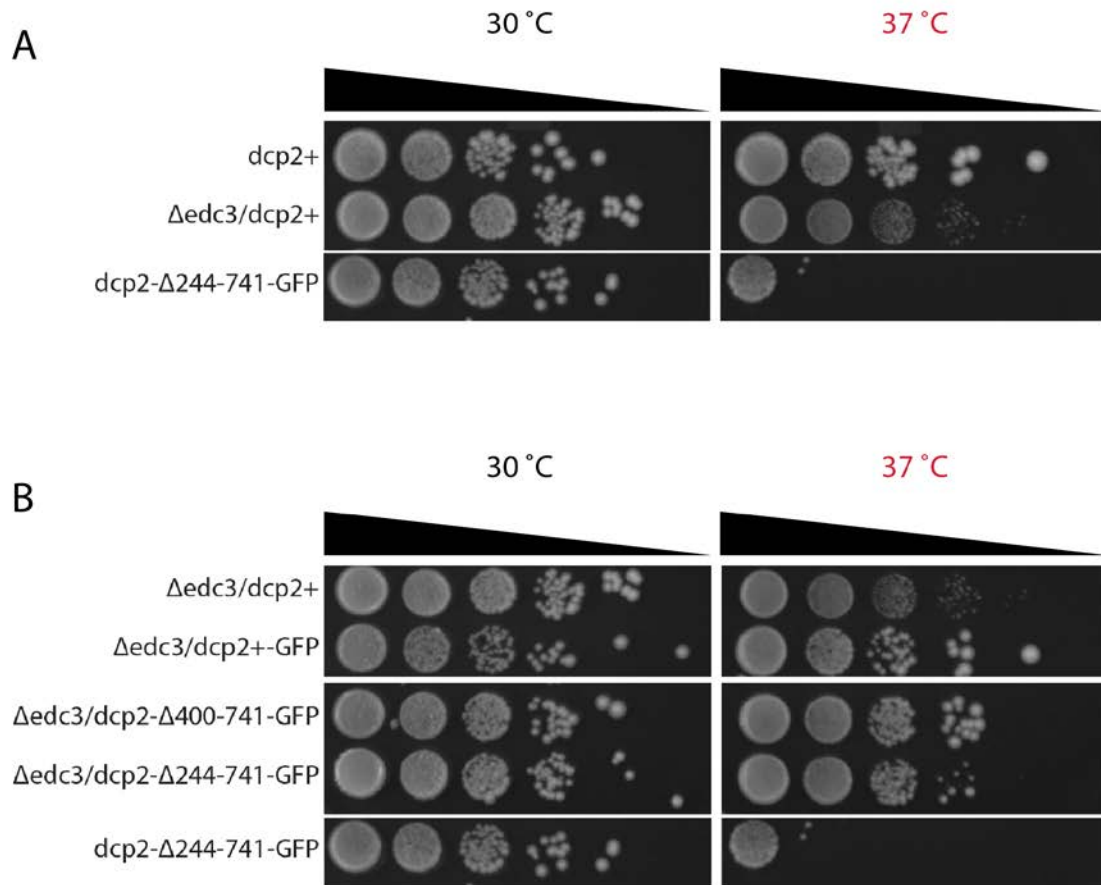 A
30 °C
37 °C
dcp2+
Δedc3/dcp2+
dcp2-Δ244-741-GFP
B
30 °C
37 °C
Δedc3/dcp2+
Δedc3/dcp2+-GFP
Δedc3/dcp2-Δ400-741-GFP
Δedc3/dcp2-Δ244-741-GFP
dcp2-Δ244-741-GFP